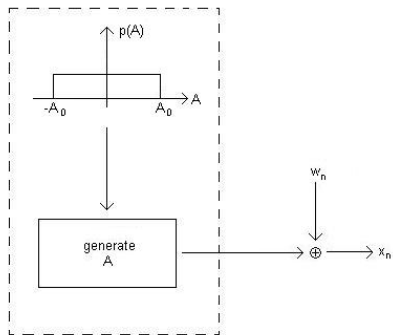 p(A)
-A₀ A₀ A
wₙ
generate
A
xₙ